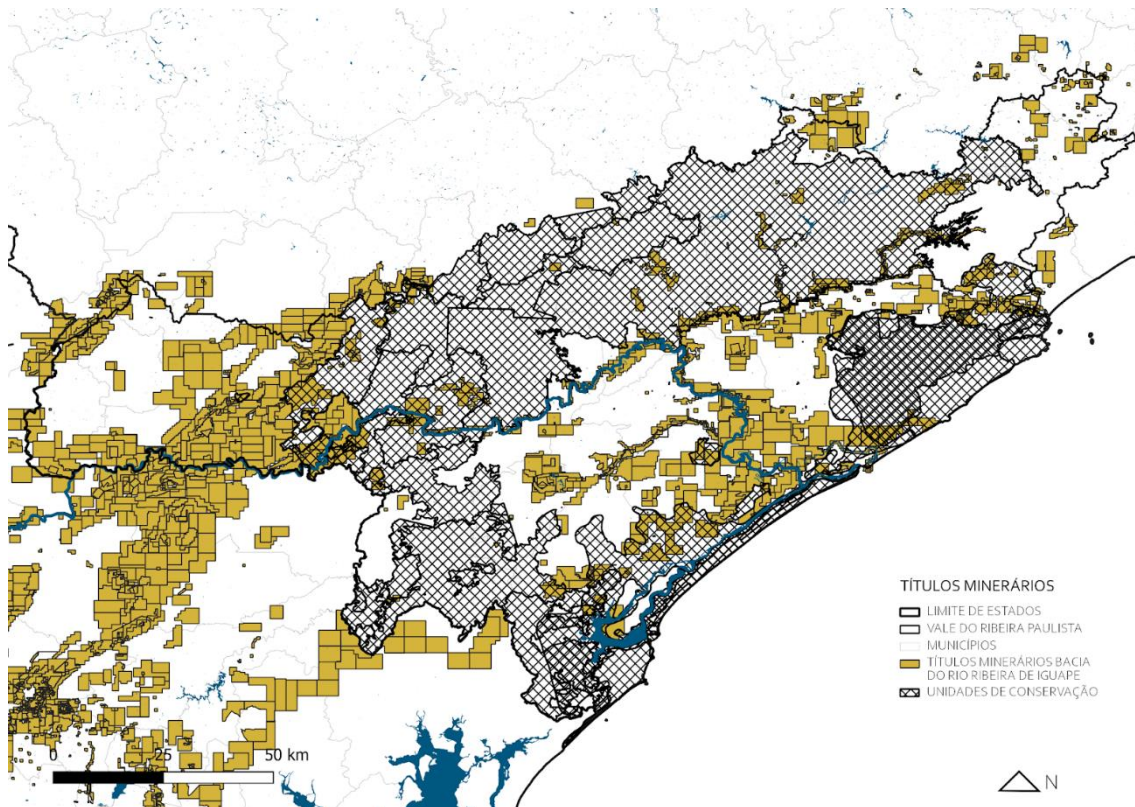 TÍTULOS MINERÁRIOS
LIMITE DE ESTADOS
VALE DO RIBEIRA PAULISTA
MUNICÍPIOS
TÍTULOS MINERÁRIOS BACIA
DO RIO RIBEIRA DE IGUAPE
UNIDADES DE CONSERVAÇÃO
0 25 50 km
N